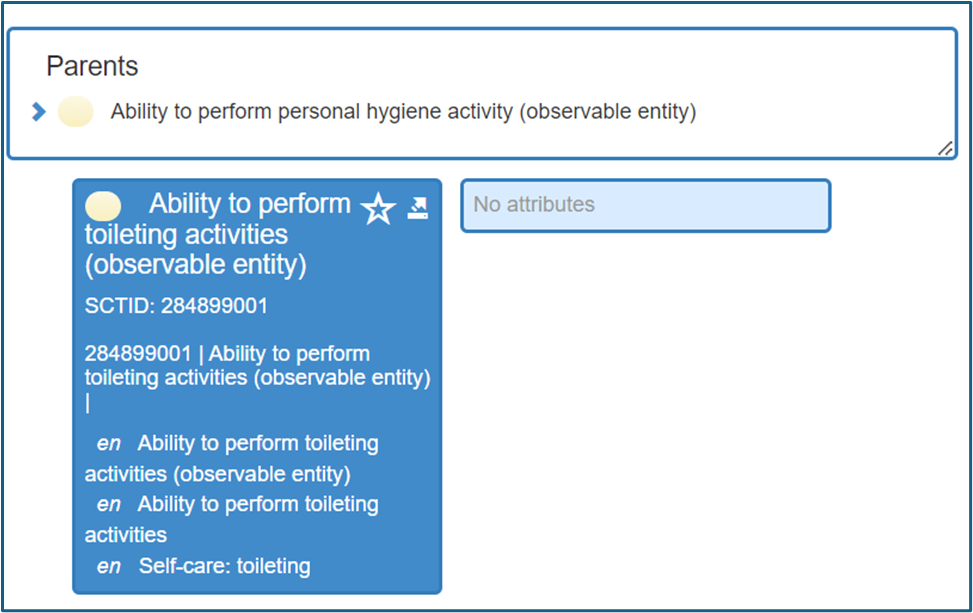 Parents
Ability to perform personal hygiene activity (observable entity)
Ability to perform
toileting activities
(observable entity)
No attributes
SCTID: 284899001
284899001 | Ability to perform
toileting activities (observable entity)
|
en Ability to perform toileting
activities (observable entity)
en Ability to perform toileting
activities
en Self-care: toileting